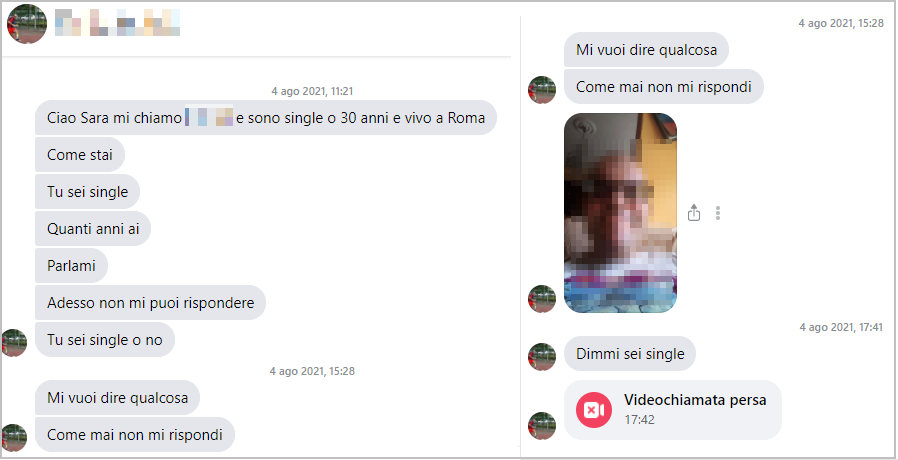 4 ago 2021, 11:21
Ciao Sara mi chiamo e sono single o 30 anni e vivo a Roma
Come stai
Tu sei single
Quanti anni ai
Parlami
Adesso non mi puoi rispondere
Tu sei single o no
4 ago 2021, 15:28
Mi vuoi dire qualcosa
Come mai non mi rispondi
4 ago 2021, 15:28
Mi vuoi dire qualcosa
Come mai non mi rispondi
4 ago 2021, 17:41
Dimmi sei single
Videochiamata persa
17:42